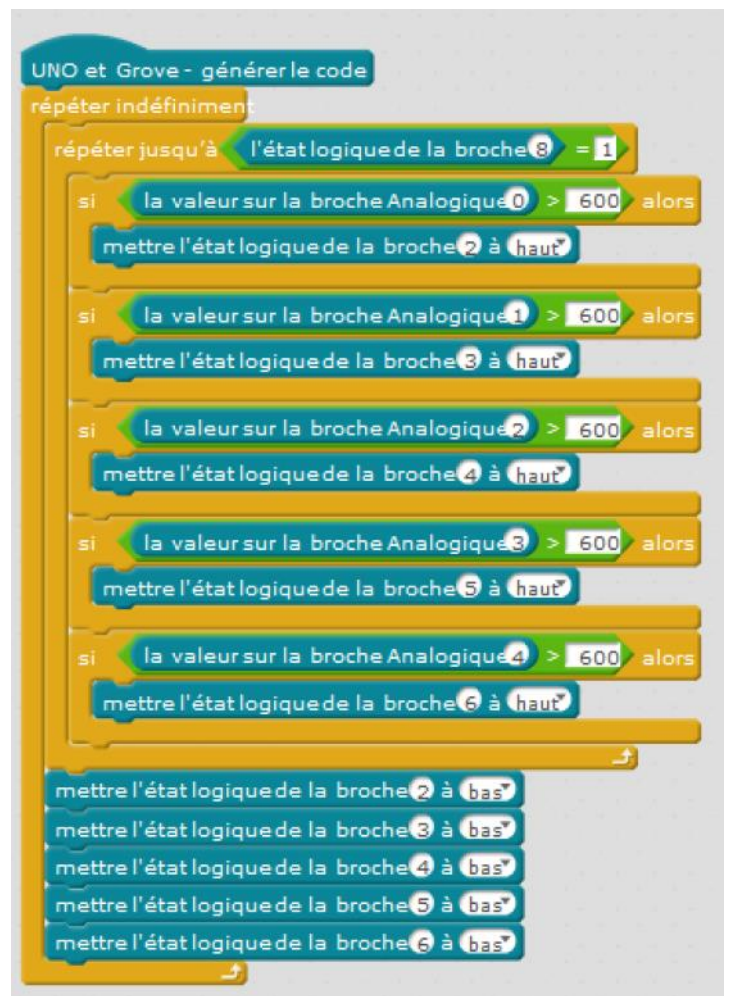 UNO et Grove - générer le code
répéter indéfiniment
répéter jusqu'à l'état logique de la broche 8 = 1
si la valeur sur la broche Analogique 0 > 600 alors
mettre l'état logique de la broche 2 à haut
si la valeur sur la broche Analogique 1 > 600 alors
mettre l'état logique de la broche 3 à haut
si la valeur sur la broche Analogique 2 > 600 alors
mettre l'état logique de la broche 4 à haut
si la valeur sur la broche Analogique 3 > 600 alors
mettre l'état logique de la broche 5 à haut
si la valeur sur la broche Analogique 4 > 600 alors
mettre l'état logique de la broche 6 à haut
mettre l'état logique de la broche 2 à bas
mettre l'état logique de la broche 3 à bas
mettre l'état logique de la broche 4 à bas
mettre l'état logique de la broche 5 à bas
mettre l'état logique de la broche 6 à bas